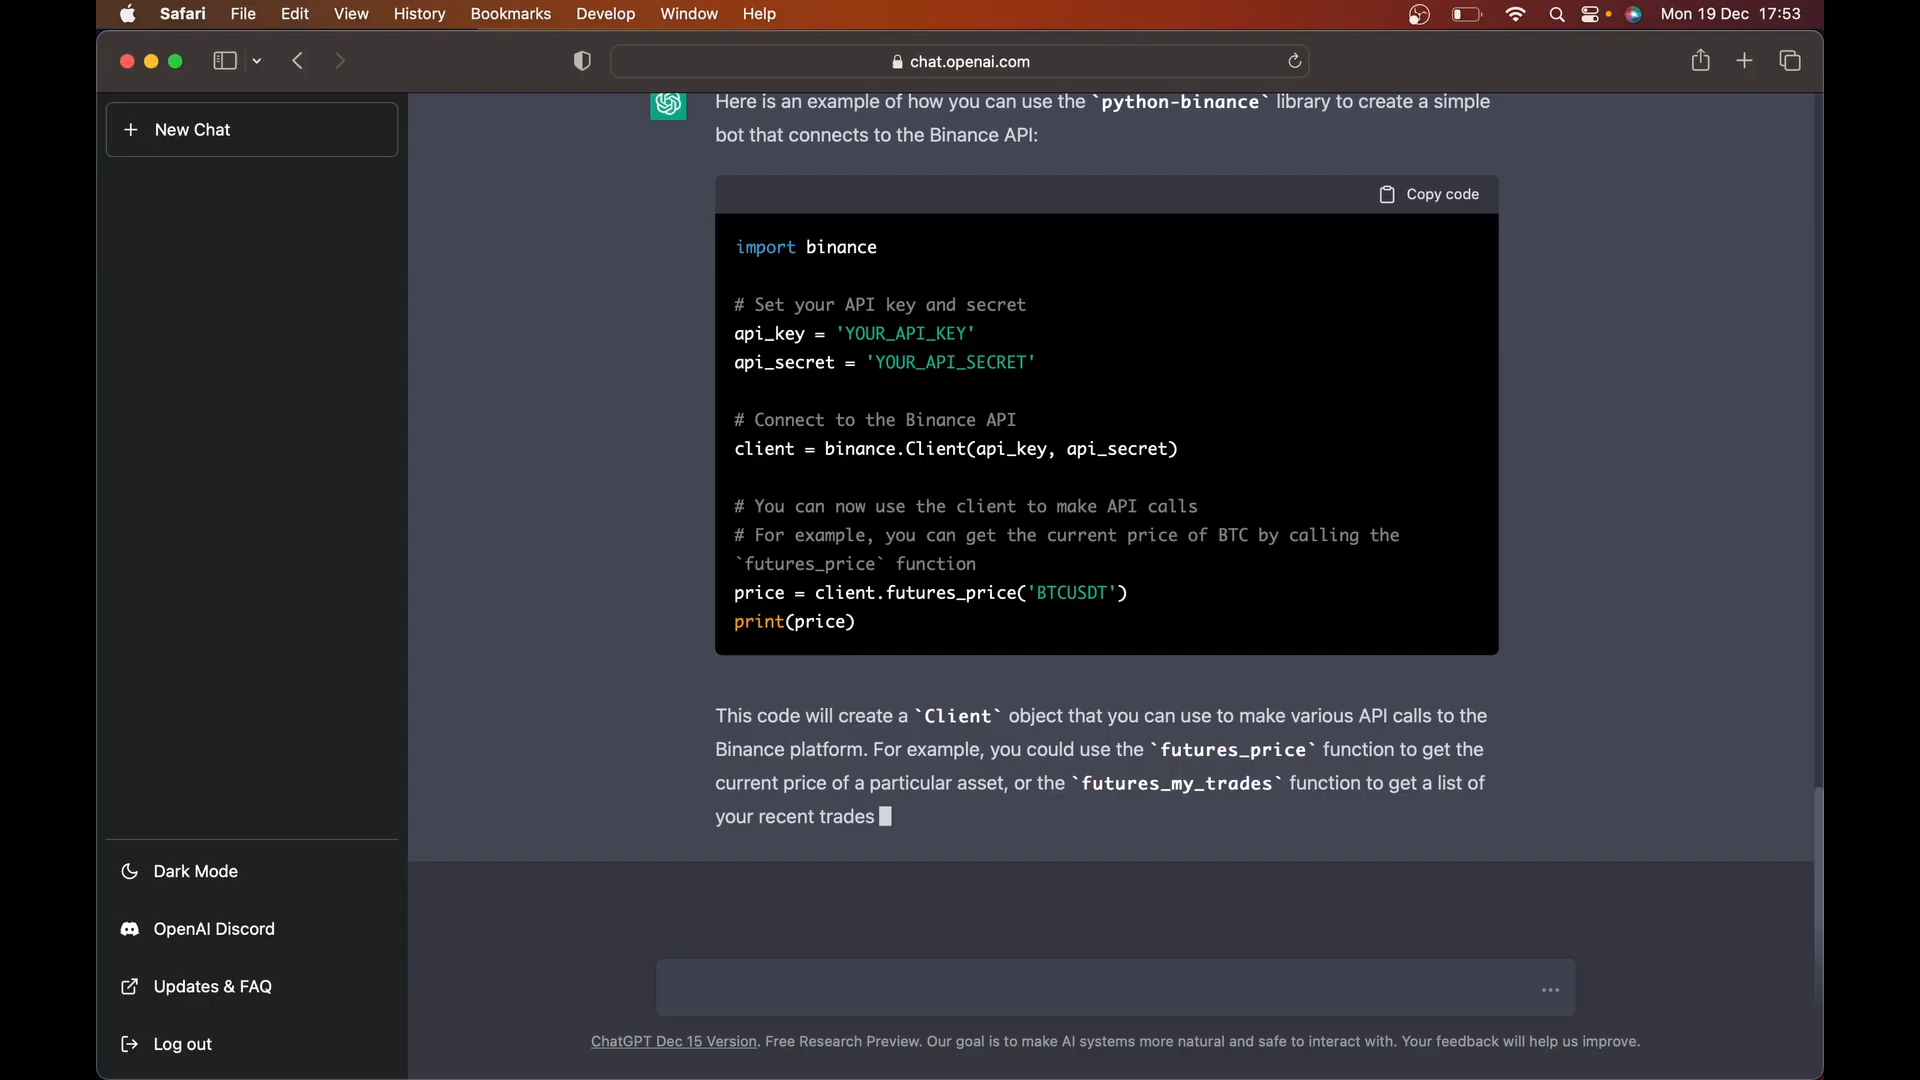 Safari File Edit View History Bookmarks Develop Window Help Mon 19 Dec 17:53
chat.openai.com
New Chat
Here is an example of how you can use the `python-binance` library to create a simple
bot that connects to the Binance API:
Copy code
import binance
# Set your API key and secret
api_key = 'YOUR_API_KEY'
api_secret = 'YOUR_API_SECRET'
# Connect to the Binance API
client = binance.Client(api_key, api_secret)
# You can now use the client to make API calls
# For example, you can get the current price of BTC by calling the
`futures_price` function
price = client.futures_price('BTCUSDT')
print(price)
This code will create a `Client` object that you can use to make various API calls to the
Binance platform. For example, you could use the `futures_price` function to get the
current price of a particular asset, or the `futures_my_trades` function to get a list of
your recent trades
Dark Mode
OpenAI Discord
Updates & FAQ
Log out
ChatGPT Dec 15 Version. Free Research Preview. Our goal is to make AI systems more natural and safe to interact with. Your feedback will help us improve.